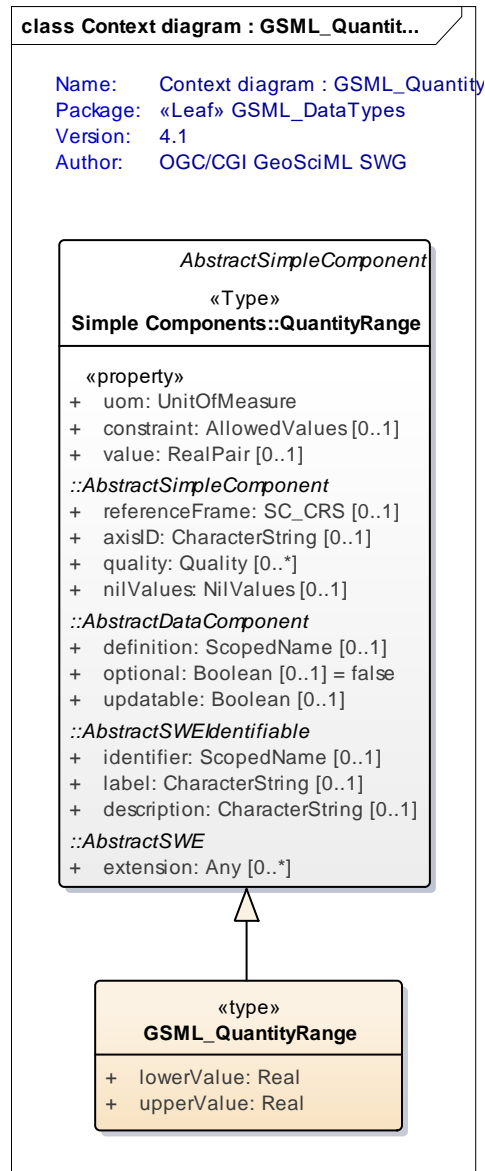 class Context diagram : GSML_Quantit...
Name: Context diagram : GSML_Quantity
Package: «Leaf» GSML_DataTypes
Version: 4.1
Author: OGC/CGI GeoSciML SWG
AbstractSimpleComponent
«Type»
Simple Components::QuantityRange
«property»
+ uom: UnitOfMeasure
+ constraint: AllowedValues [0..1]
+ value: RealPair [0..1]
::AbstractSimpleComponent
+ referenceFrame: SC_CRS [0..1]
+ axisID: CharacterString [0..1]
+ quality: Quality [0..*]
+ nilValues: NilValues [0..1]
::AbstractDataComponent
+ definition: ScopedName [0..1]
+ optional: Boolean [0..1] = false
+ updatable: Boolean [0..1]
::AbstractSWEIdentifiable
+ identifier: ScopedName [0..1]
+ label: CharacterString [0..1]
+ description: CharacterString [0..1]
::AbstractSWE
+ extension: Any [0..*]
«type»
GSML_QuantityRange
+ lowerValue: Real
+ upperValue: Real